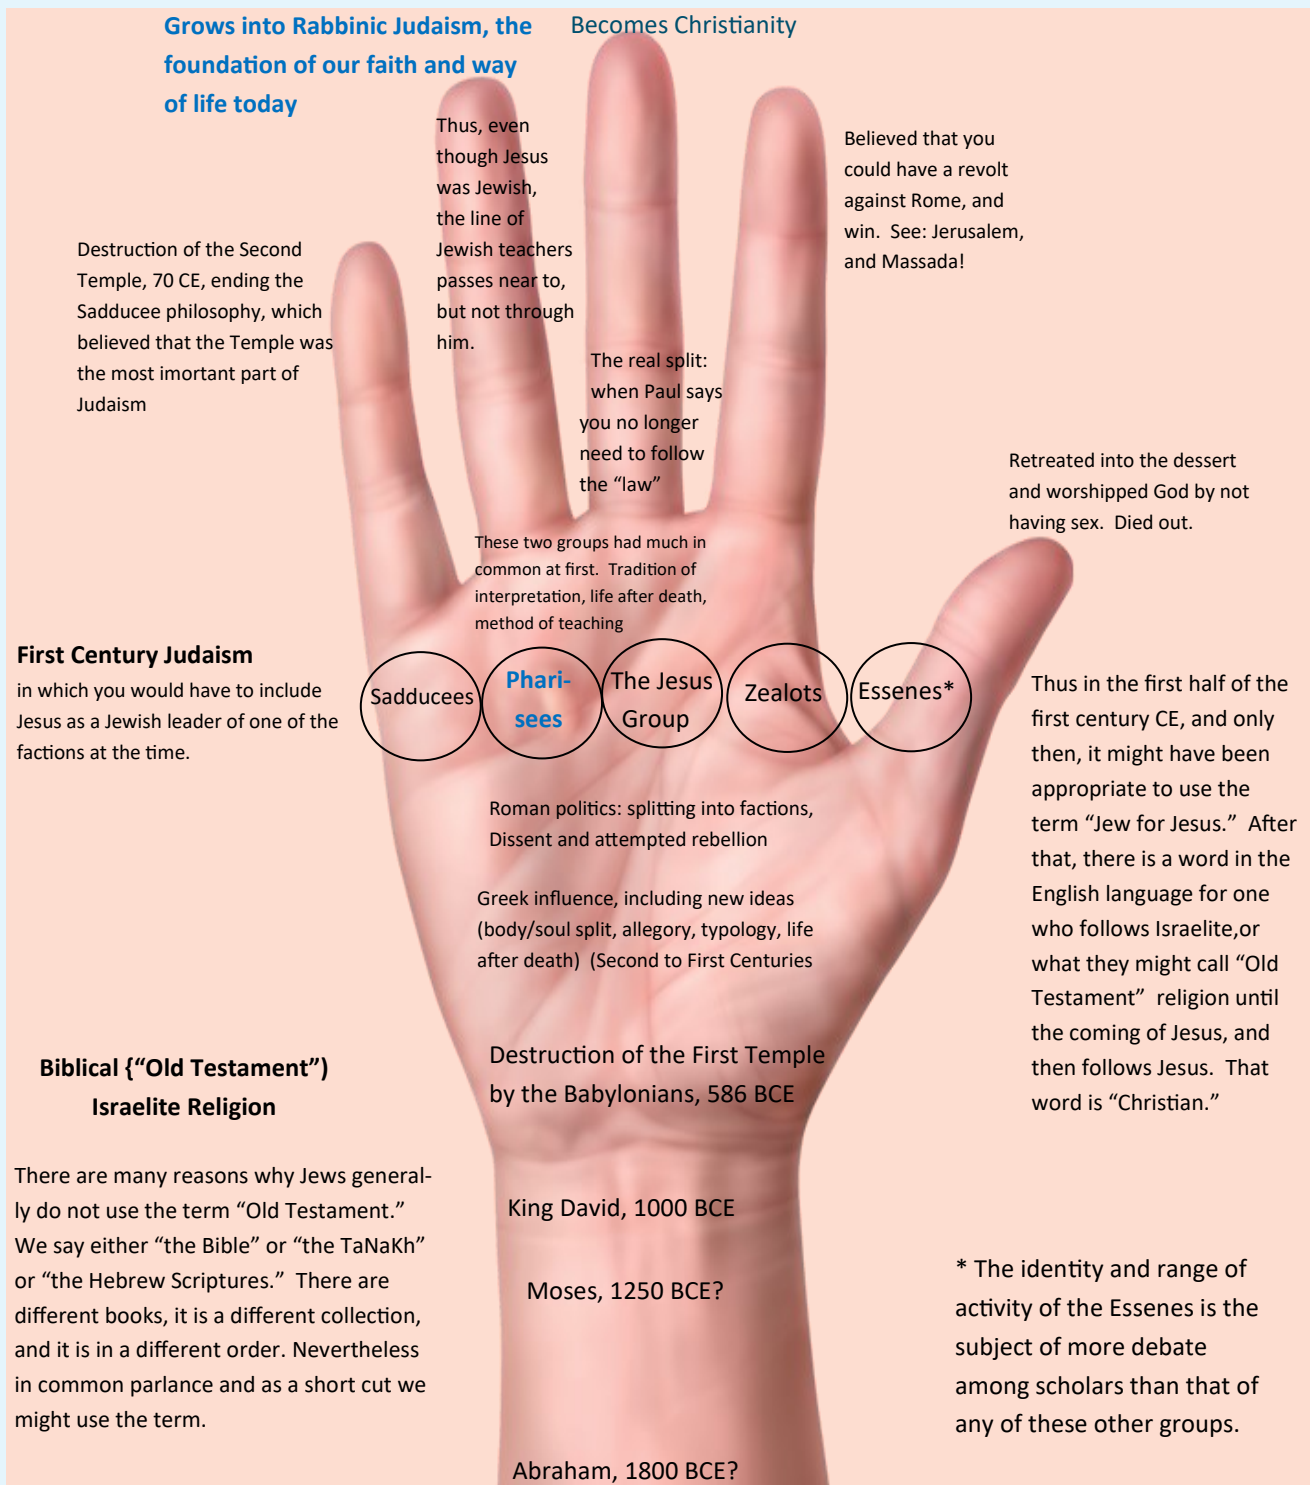 Grows into Rabbinic Judaism, the
foundation of our faith and way
of life today
Becomes Christianity
Thus, even
though Jesus
was Jewish,
the line of
Jewish teachers
passes near to,
but not through
him.
Believed that you
could have a revolt
against Rome, and
win.  See: Jerusalem,
and Massada!
Destruction of the Second
Temple, 70 CE, ending the
Sadducee philosophy, which
believed that the Temple was
the most imortant part of
Judaism
The real split:
when Paul says
you no longer
need to follow
the “law”
Retreated into the dessert
and worshipped God by not
having sex.  Died out.
These two groups had much in
common at first.  Tradition of
interpretation, life after death,
method of teaching
First Century Judaism
in which you would have to include
Jesus as a Jewish leader of one of the
factions at the time.
Sadducees
Phari-
sees
The Jesus
Group
Zealots
Essenes*
Thus in the first half of the
first century CE, and only
then, it might have been
appropriate to use the
term “Jew for Jesus.”  After
that, there is a word in the
English language for one
who follows Israelite,or
what they might call “Old
Testament”  religion until
the coming of Jesus, and
then follows Jesus.  That
word is “Christian.”
Roman politics: splitting into factions,
Dissent and attempted rebellion
Greek influence, including new ideas
(body/soul split, allegory, typology, life
after death)  (Second to First Centuries
Destruction of the First Temple
by the Babylonians, 586 BCE
Biblical {“Old Testament”)
Israelite Religion
There are many reasons why Jews general-
ly do not use the term “Old Testament.”
We say either “the Bible” or “the TaNaKh”
or “the Hebrew Scriptures.”  There are
different books, it is a different collection,
and it is in a different order. Nevertheless
in common parlance and as a short cut we
might use the term.
King David, 1000 BCE
Moses, 1250 BCE?
* The identity and range of
activity of the Essenes is the
subject of more debate
among scholars than that of
any of these other groups.
Abraham, 1800 BCE?